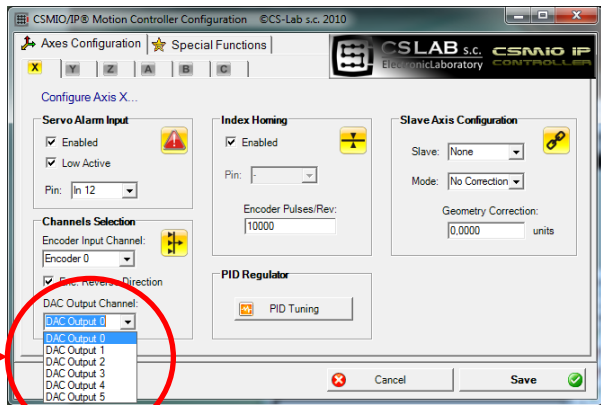 CSMIO/IP® Motion Controller Configuration ©CS-Lab s.c. 2010
Axes Configuration
Special Functions
CSLAB s.c.
ElectronicLaboratory
CSMIO IP
CONTROLLER
X Y Z A B C
Configure Axis X...
Servo Alarm Input
Enabled
Low Active
Pin: In 12
Channels Selection
Encoder Input Channel:
Encoder 0
Enc. Reverse Direction
DAC Output Channel:
DAC Output 0
DAC Output 0
DAC Output 1
DAC Output 2
DAC Output 3
DAC Output 4
DAC Output 5
Index Homing
Enabled
Pin: -
Encoder Pulses/Rev:
10000
PID Regulator
PID Tuning
Slave Axis Configuration
Slave: None
Mode: No Correction
Geometry Correction:
0,0000 units
Cancel
Save